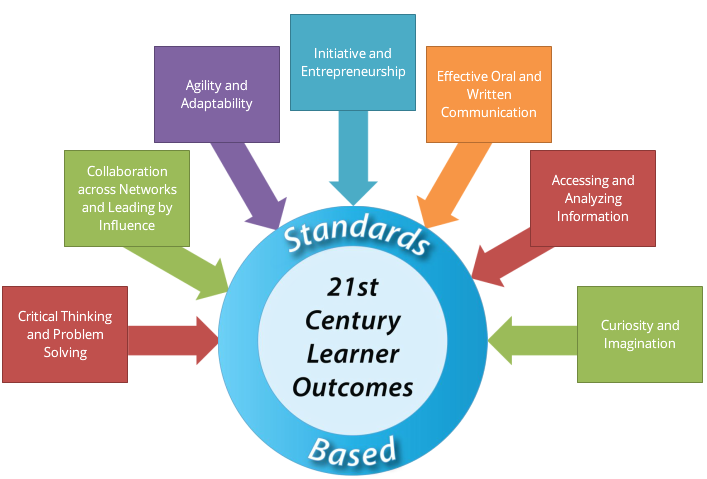 Initiative and
Entrepreneurship
Agility and
Adaptability
Effective Oral and
Written
Communication
Collaboration
across Networks
and Leading by
Influence
Accessing and
Analyzing
Information
Critical Thinking
and Problem
Solving
Curiosity and
Imagination
Standards
21st
Century
Learner
Outcomes
Based